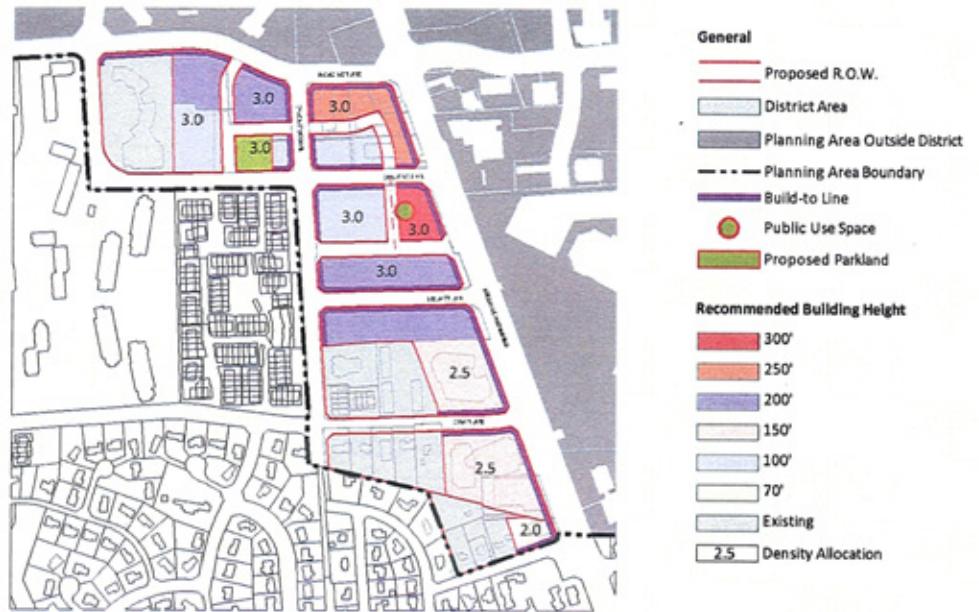 General
Proposed R.O.W.
District Area
Planning Area Outside District
Planning Area Boundary
Build-to Line
Public Use Space
Proposed Parkland
Recommended Building Height
300'
250'
200'
150'
100'
70'
Existing
2.5 Density Allocation
3.0
3.0
3.0
3.0
3.0
3.0
3.0
2.5
2.5
2.0